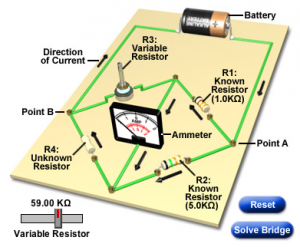 Battery
R3:
Variable
Resistor
Direction
of Current
R1:
Known
Resistor
(1.0KΩ)
Point B
Ammeter
Point A
R4:
Unknown
Resistor
R2:
Known
Resistor
(5.0KΩ)
59.00 KΩ
Variable Resistor
Reset
Solve Bridge